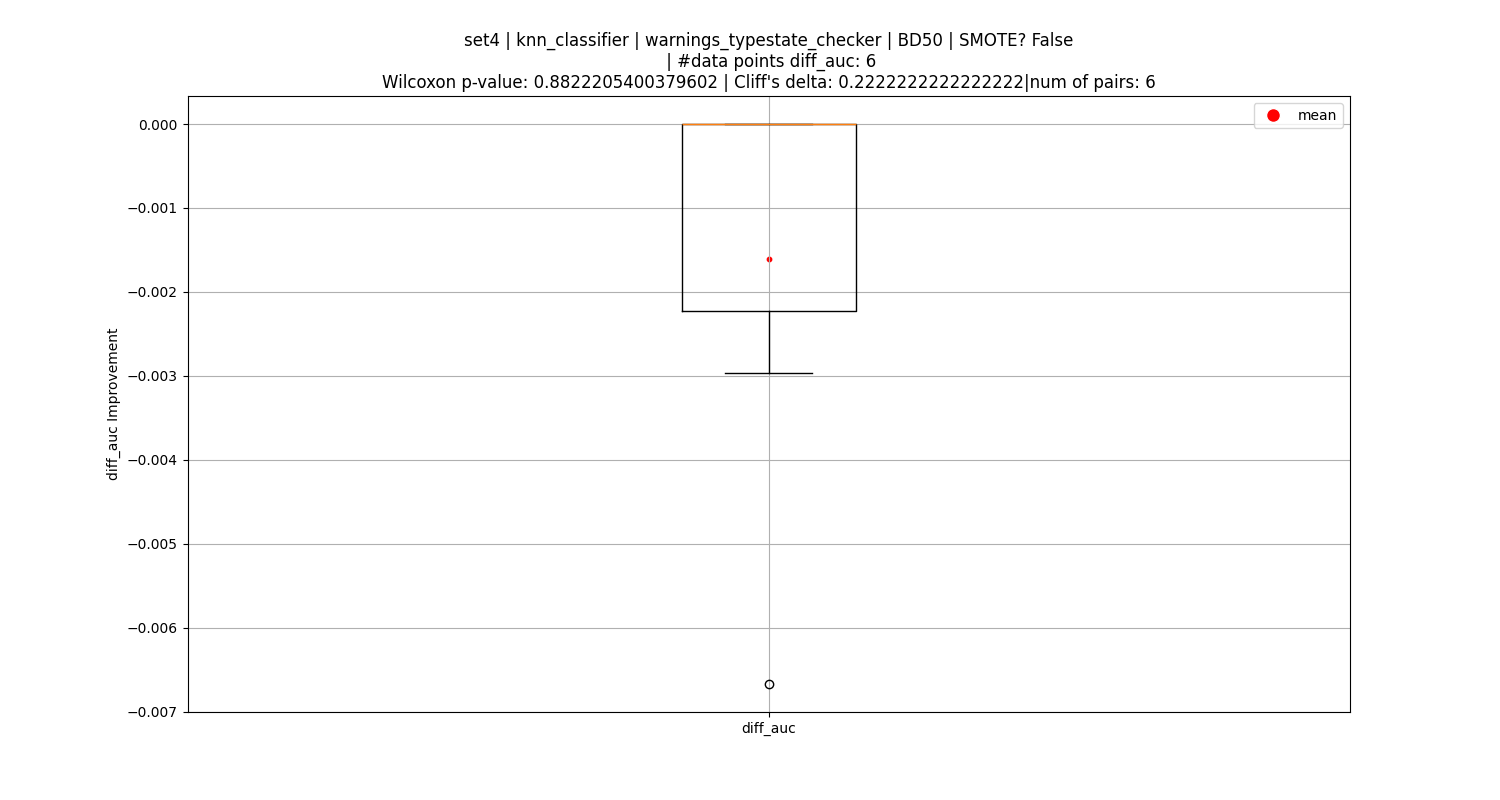 set4 | knn_classifier | warnings_typestate_checker | BD50 | SMOTE? False
| #data points diff_auc: 6
Wilcoxon p-value: 0.8822205400379602 | Cliff's delta: 0.2222222222222222|num of pairs: 6
mean
0.000
−0.001
−0.002
−0.003
−0.004
−0.005
−0.006
−0.007
diff_auc Improvement
diff_auc